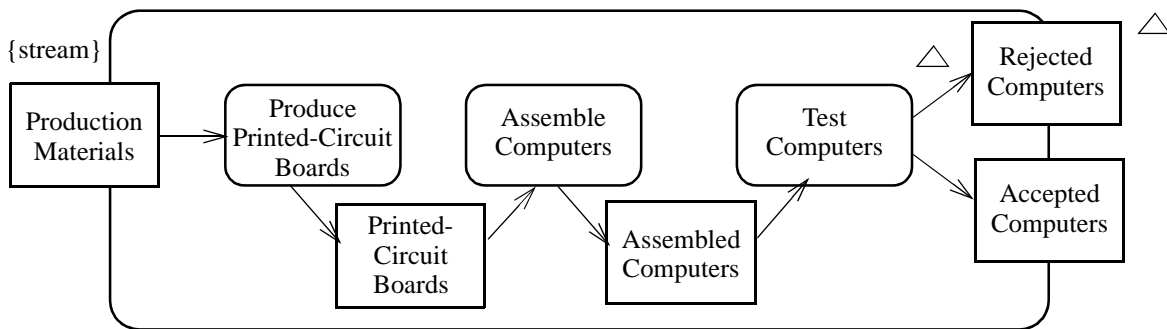 {stream}
Production
Materials
Produce
Printed-Circuit
Boards
Printed-
Circuit
Boards
Assemble
Computers
Assembled
Computers
Test
Computers
Rejected
Computers
Accepted
Computers